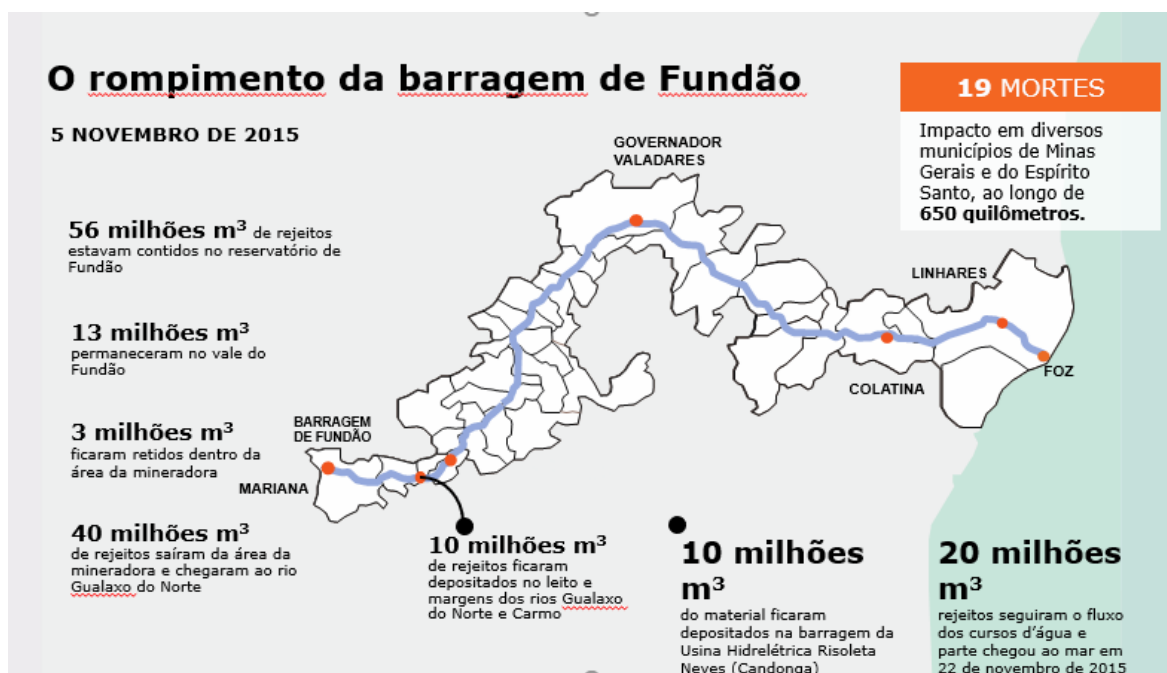 O rompimento da barragem de Fundão
5 NOVEMBRO DE 2015
19 MORTES
Impacto em diversos
municípios de Minas
Gerais e do Espírito
Santo, ao longo de
650 quilômetros.
56 milhões m³ de rejeitos
estavam contidos no reservatório de
Fundão
13 milhões m³
permaneceram no vale do
Fundão
3 milhões m³
ficaram retidos dentro da
área da mineradora
40 milhões m³
de rejeitos saíram da área da
mineradora e chegaram ao rio
Gualaxo do Norte
GOVERNADOR
VALADARES
LINHARES
FOZ
COLATINA
BARRAGEM
DE FUNDÃO
MARIANA
10 milhões m³
de rejeitos ficaram
depositados no leito e
margens dos rios Gualaxo
do Norte e Carmo
10 milhões
m³
do material ficaram
depositados na barragem da
Usina Hidrelétrica Risoleta
Neves (Candonga)
20 milhões
m³
rejeitos seguiram o fluxo
dos cursos d’água e
parte chegou ao mar em
22 de novembro de 2015